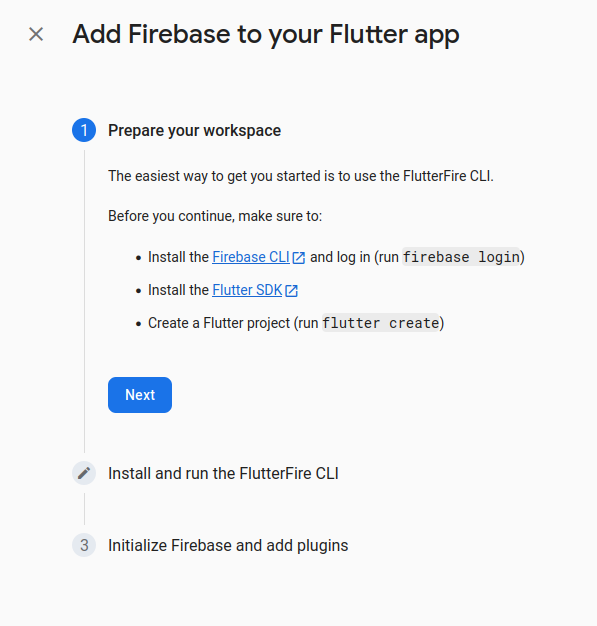 Add Firebase to your Flutter app
1 Prepare your workspace
The easiest way to get you started is to use the FlutterFire CLI.
Before you continue, make sure to:
• Install the Firebase CLI and log in (run firebase login)
• Install the Flutter SDK
• Create a Flutter project (run flutter create)
Next
Install and run the FlutterFire CLI
3 Initialize Firebase and add plugins